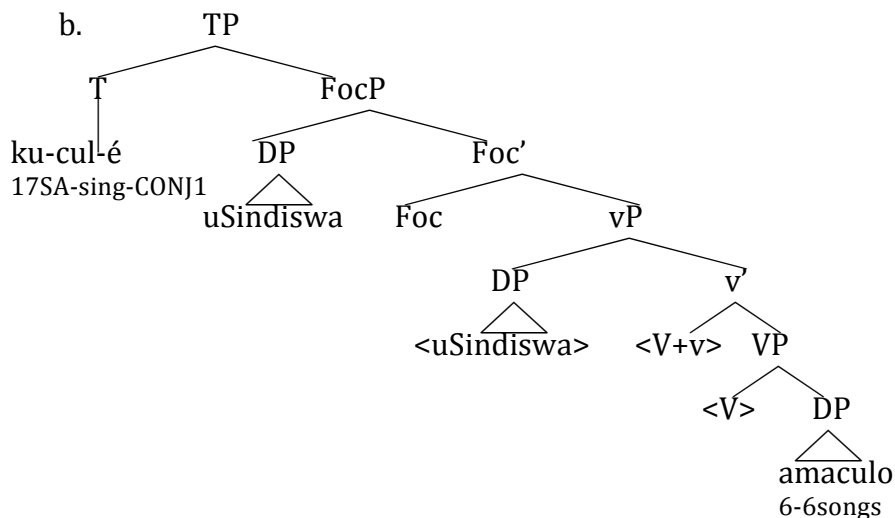 b. TP
T FocP
ku-cul-é DP Foc’
17SA-sing-CONJ1
uSindiswa Foc vP
DP v’
<uSindiswa> <V+v> VP
<V> DP
amaculo
6-6songs